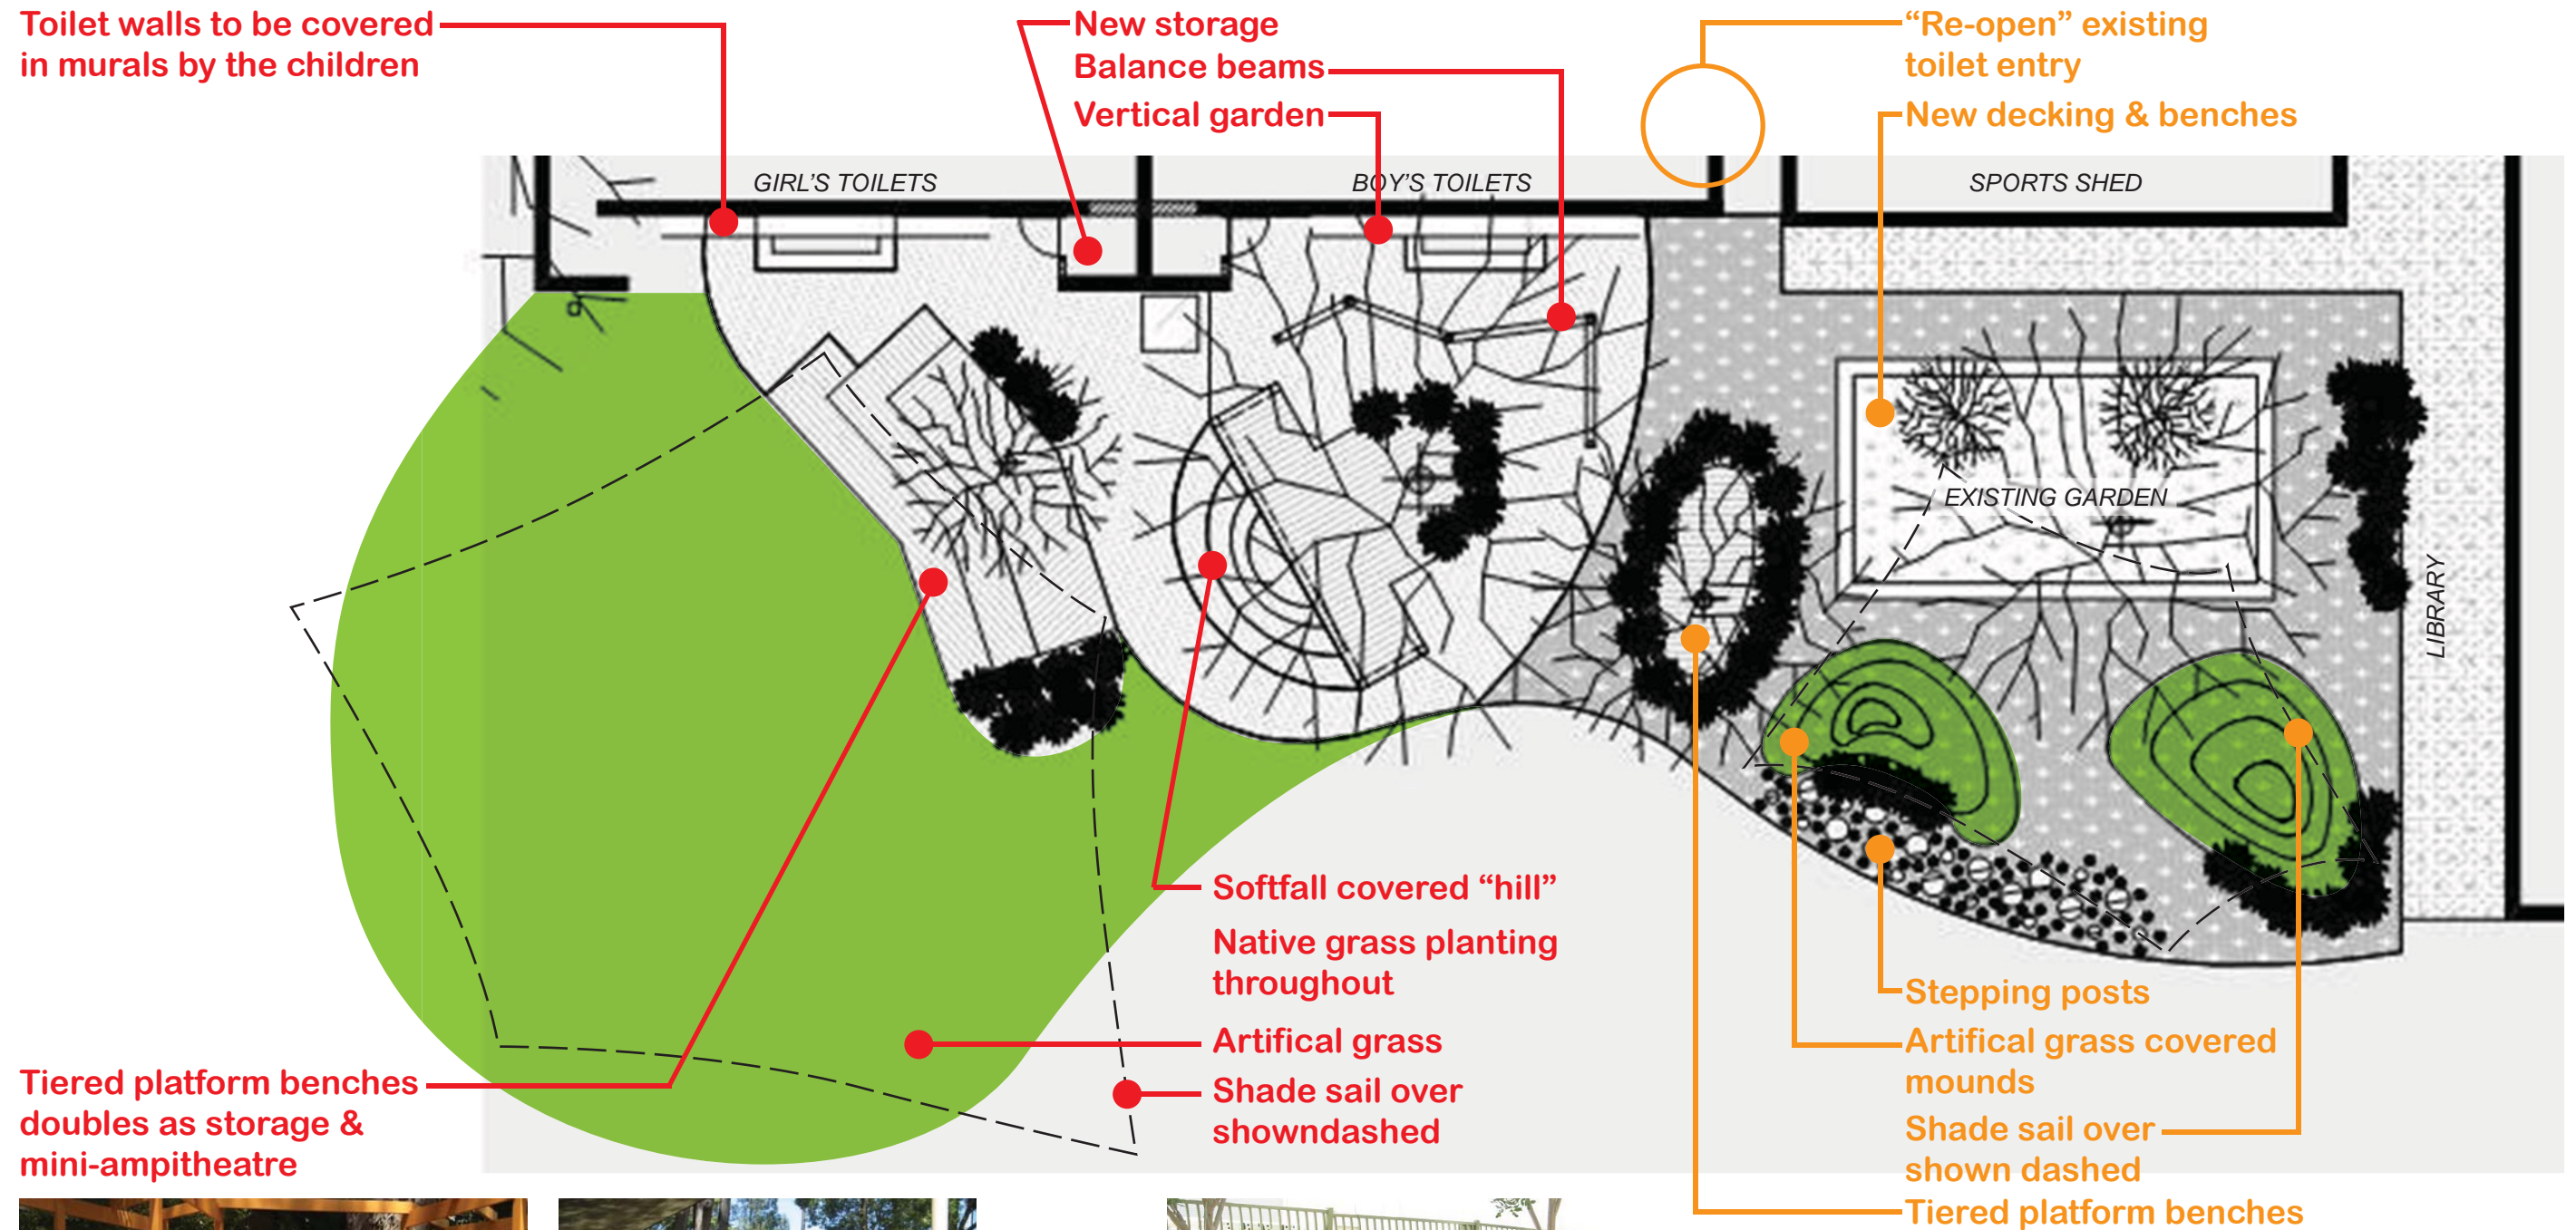 Toilet walls to be covered
in murals by the children
New storage
Balance beams
Vertical garden
“Re-open” existing
toilet entry
New decking & benches
GIRL'S TOILETS
BOY'S TOILETS
SPORTS SHED
EXISTING GARDEN
LIBRARY
Softfall covered “hill”
Native grass planting
throughout
Artifical grass
Shade sail over
showndashed
Tiered platform benches
doubles as storage &
mini-ampitheatre
Stepping posts
Artifical grass covered
mounds
Shade sail over
shown dashed
Tiered platform benches